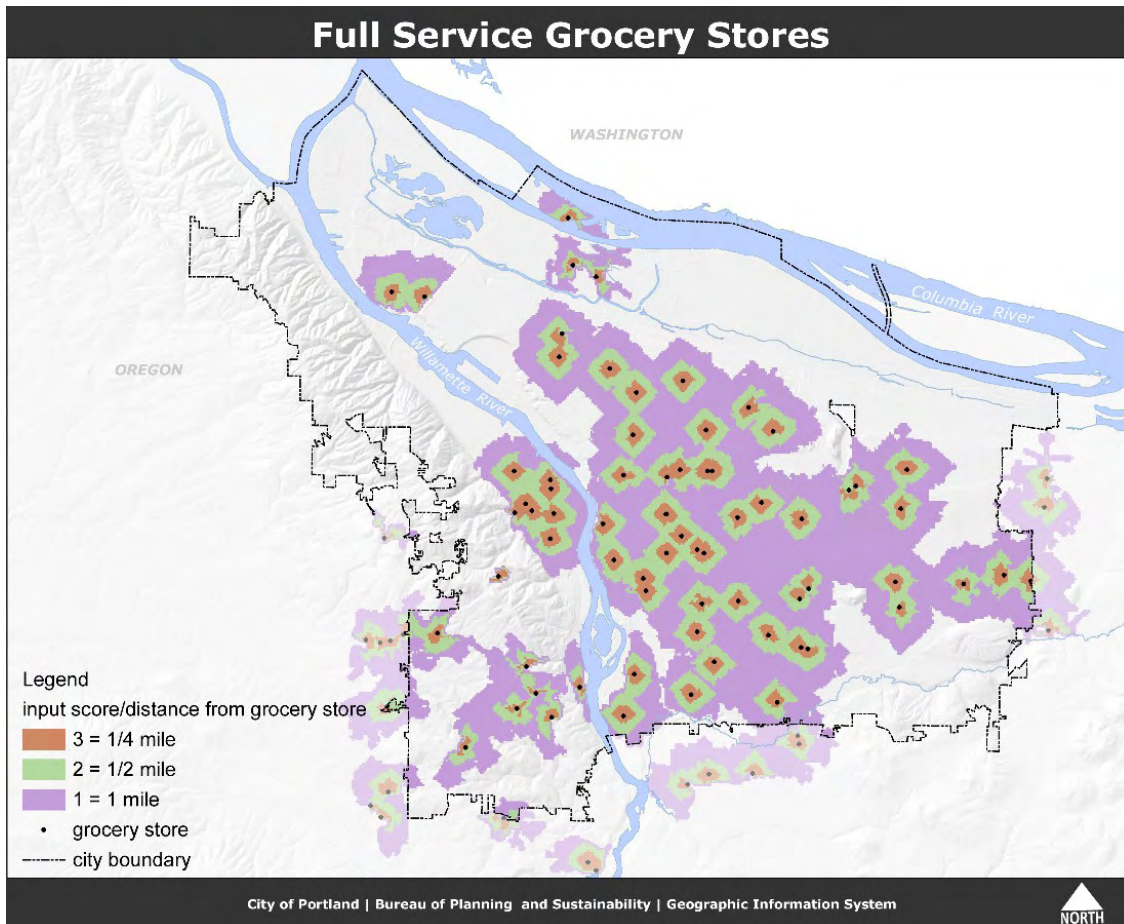 Full Service Grocery Stores
WASHINGTON
Columbia River
OREGON
Willamette River
Legend
input score/distance from grocery store
3 = 1/4 mile
2 = 1/2 mile
1 = 1 mile
grocery store
city boundary
City of Portland | Bureau of Planning and Sustainability | Geographic Information System
NORTH